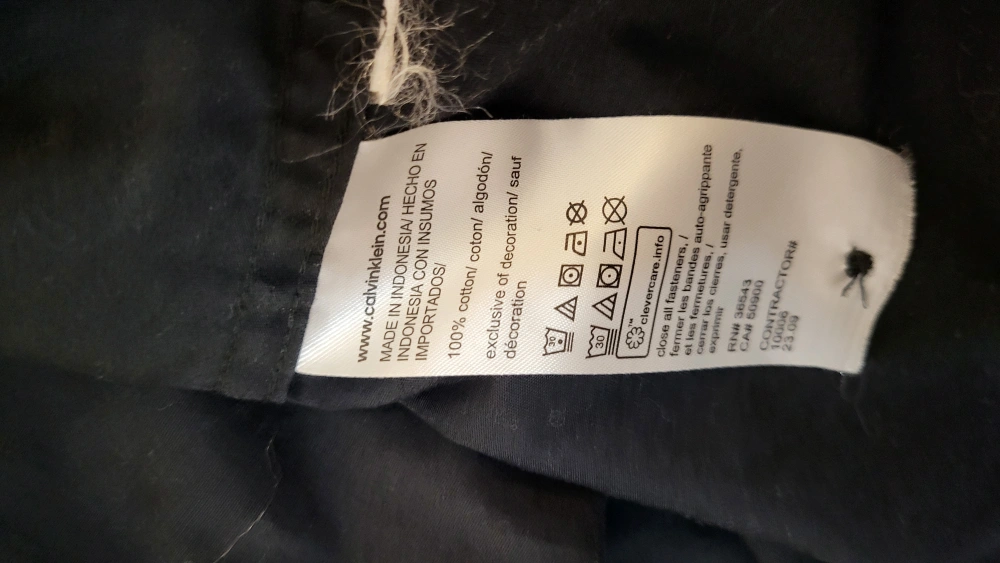 www.calvinklein.com
MADE IN INDONESIA/ HECHO EN
INDONESIA CON INSUMOS
IMPORTADOS/
100% cotton/ coton/ algodón/
exclusive of decoration/ sauf
décoration
30
30
clevercare.info
close all fasteners, /
fermer les bandes auto-agrippante
et les fermetures, /
cerrar los cierres, usar detergente,
exprimir
RN# 36543
CA# 50900
CONTRACTOR#
10006
23.09